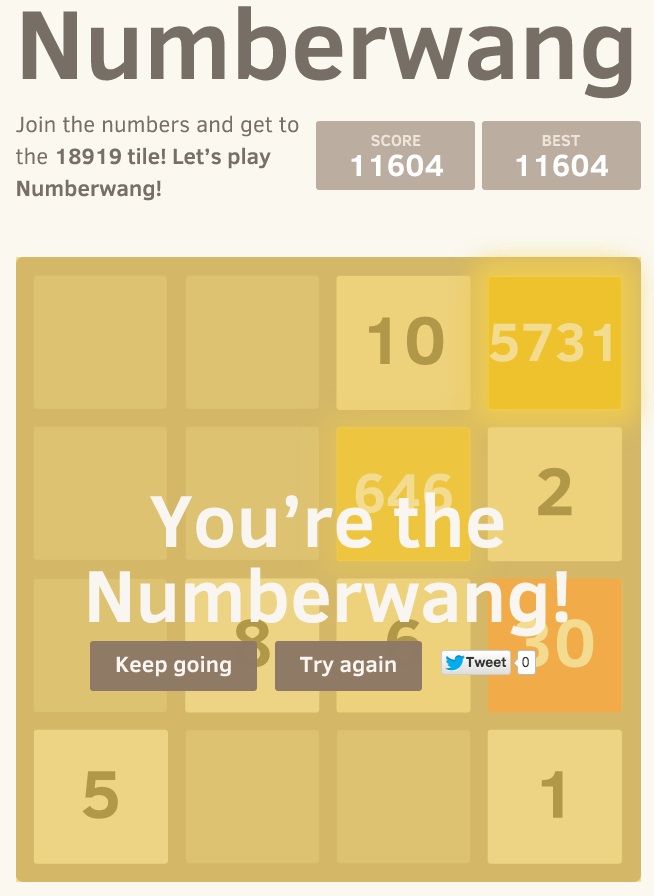 Numberwang
Join the numbers and get to
the 18919 tile! Let's play
Numberwang!
SCORE
11604
BEST
11604
10
5731
646
2
You're the
Numberwang!
8
6
30
Keep going
Try again
Tweet
0
5
1